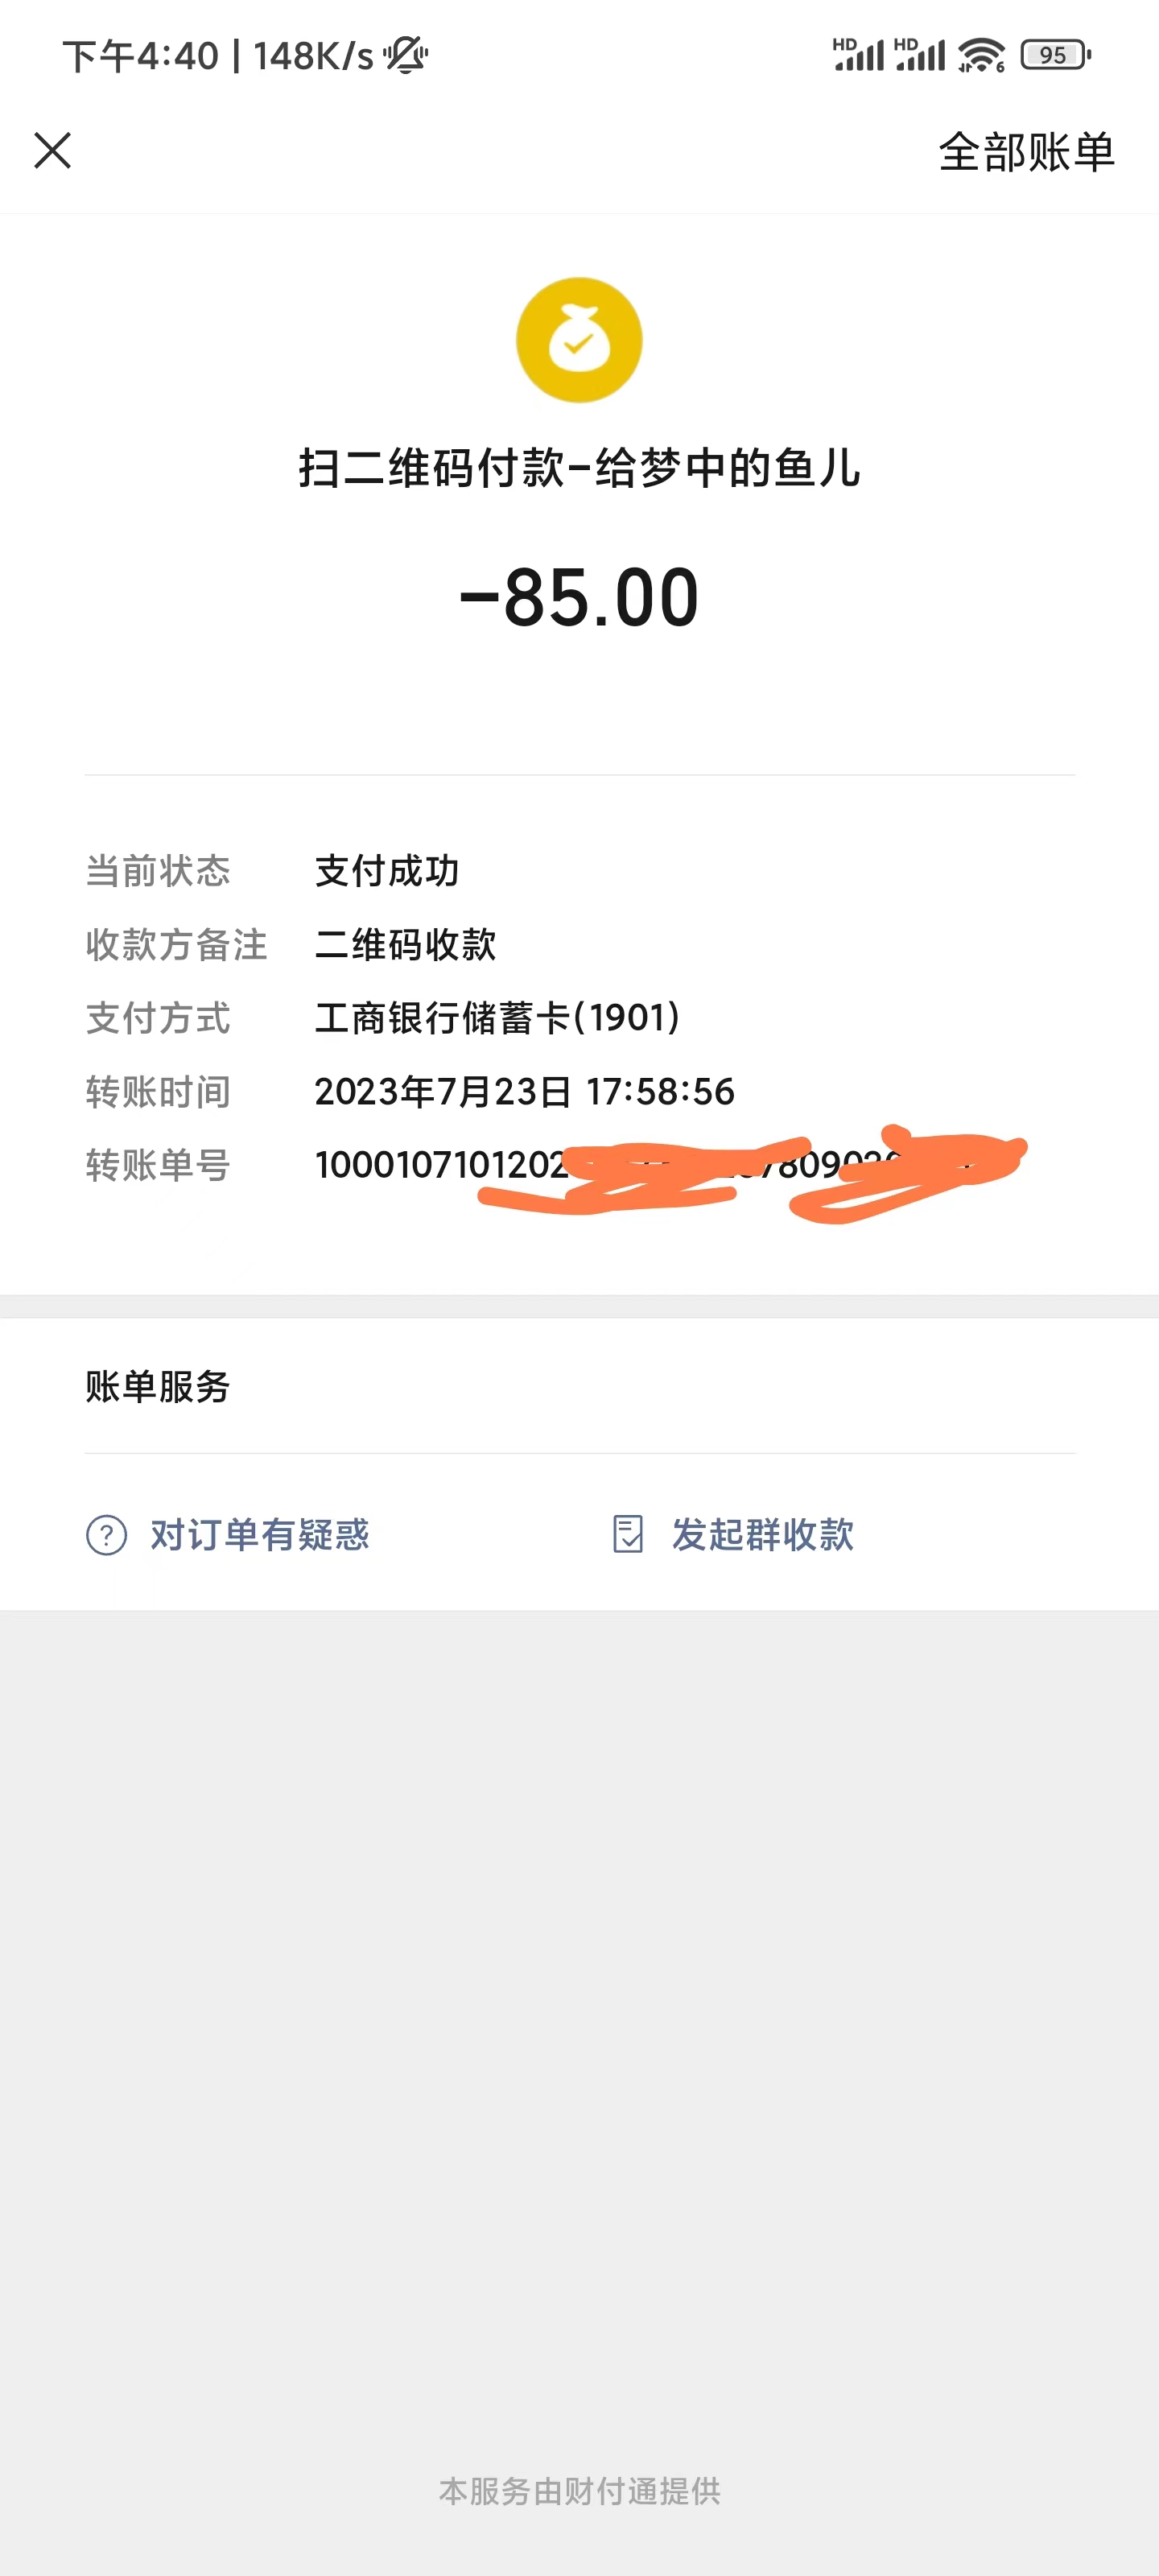 下午4:40 | 148K/s
HD HD 6 95
全部账单
扫二维码付款-给梦中的鱼儿
-85.00
当前状态 支付成功
收款方备注 二维码收款
支付方式 工商银行储蓄卡(1901)
转账时间 2023年7月23日 17:58:56
转账单号 100010710120278090
账单服务
对订单有疑惑 发起群收款
本服务由财付通提供